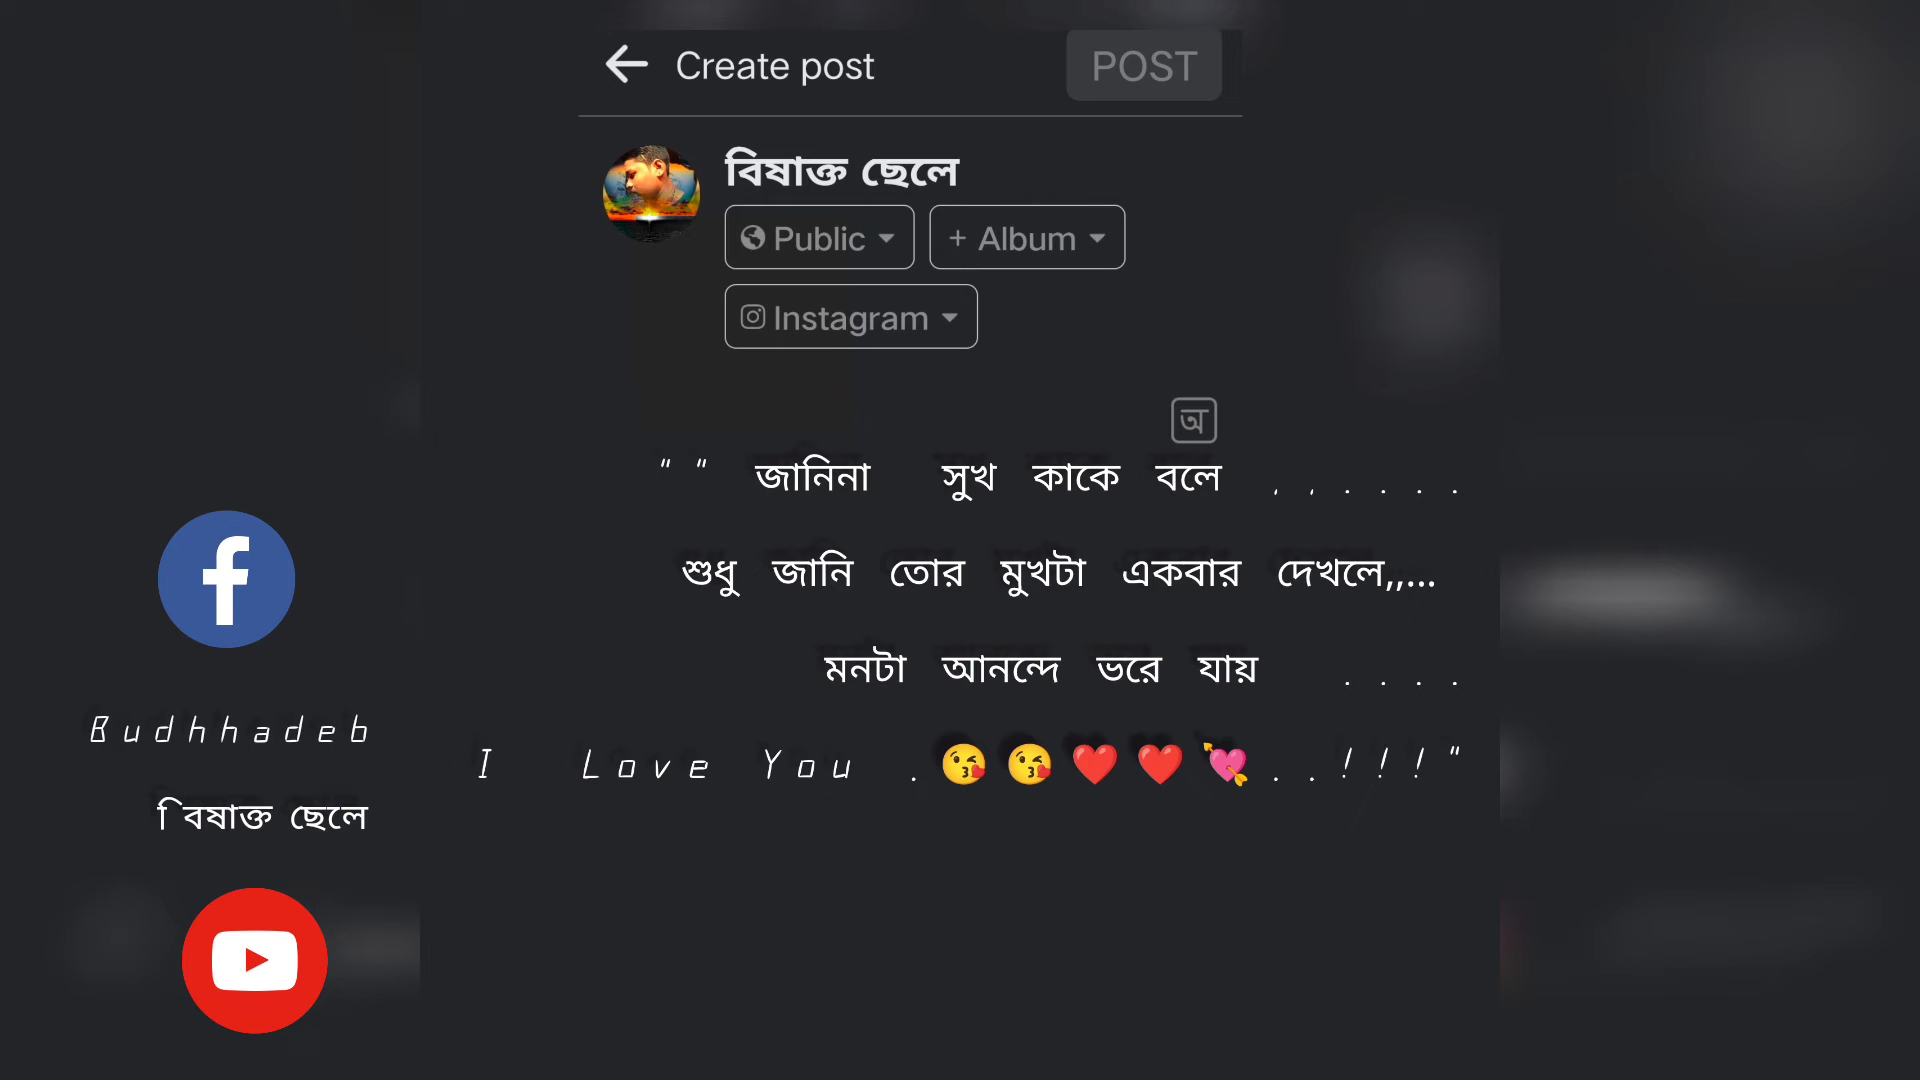 Create post
POST
বিষাক্ত ছেলে
Public
+ Album
Instagram
অ
"" জানিনা সুখ কাকে বলে ,,.....
শুধু জানি তোর মুখটা একবার দেখলে,,...
মনটা আনন্দে ভরে যায় ....
I Love You .😘😘❤️❤️💘..!!!"
Budhhadeb
বিষাক্ত ছেলে